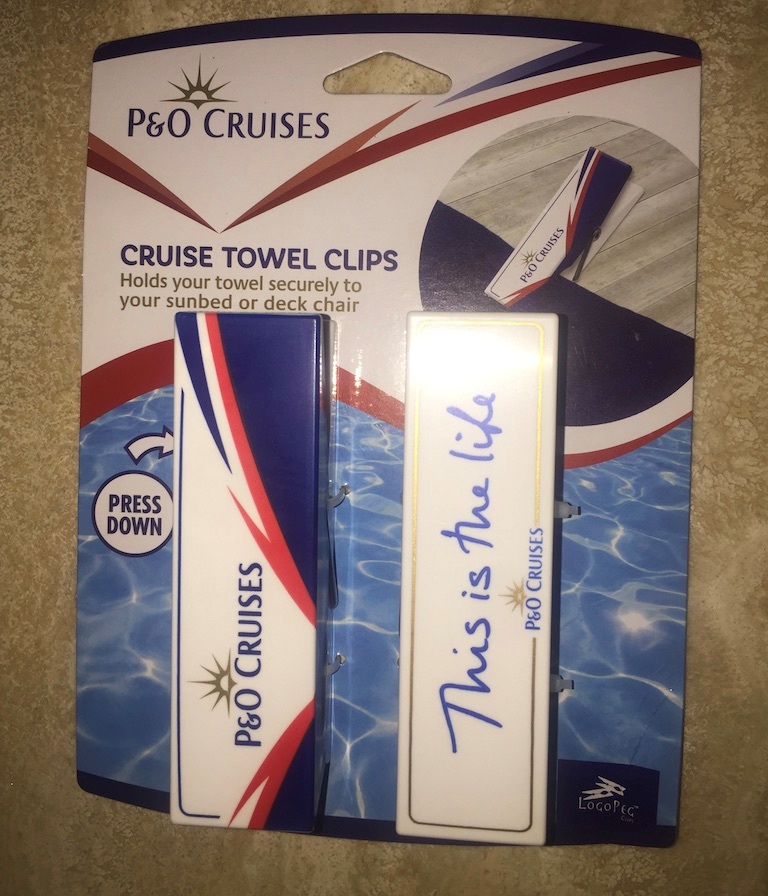 P&O CRUISES
CRUISE TOWEL CLIPS
Holds your towel securely to
your sunbed or deck chair
P&O CRUISES
PRESS
DOWN
P&O CRUISES
This is the life
P&O CRUISES
LOGOPEG